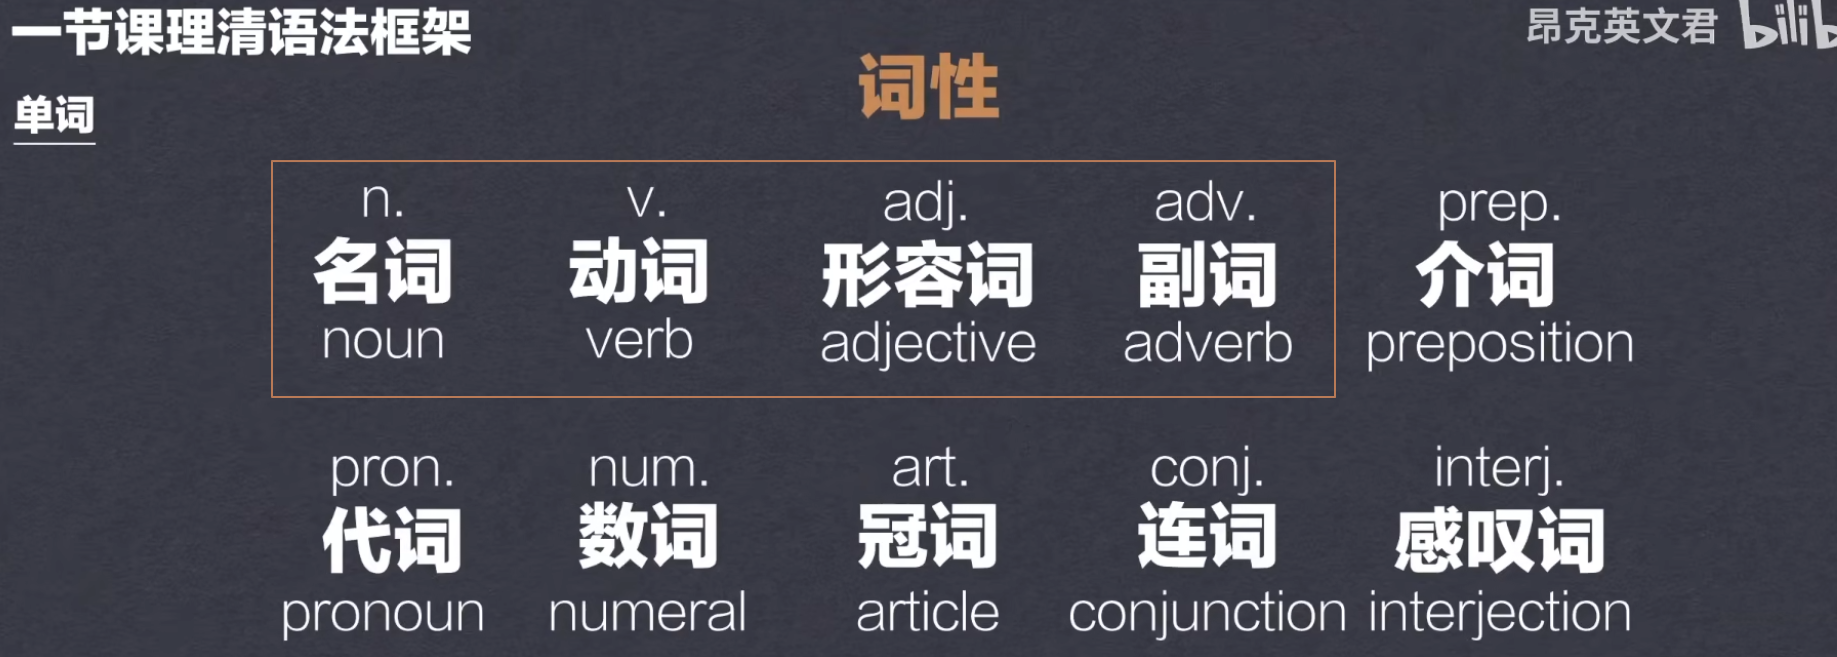 一节课理清语法框架
昂克英文君
词性
单词
n. v. adj. adv. prep.
名词 动词 形容词 副词 介词
noun verb adjective adverb preposition
pron. num. art. conj. interj.
代词 数词 冠词 连词 感叹词
pronoun numeral article conjunction interjection